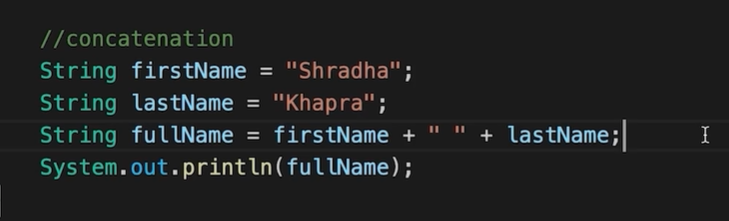 //concatenation
String firstName = "Shradha";
String lastName = "Khapra";
String fullName = firstName + " " + lastName;
System.out.println(fullName);